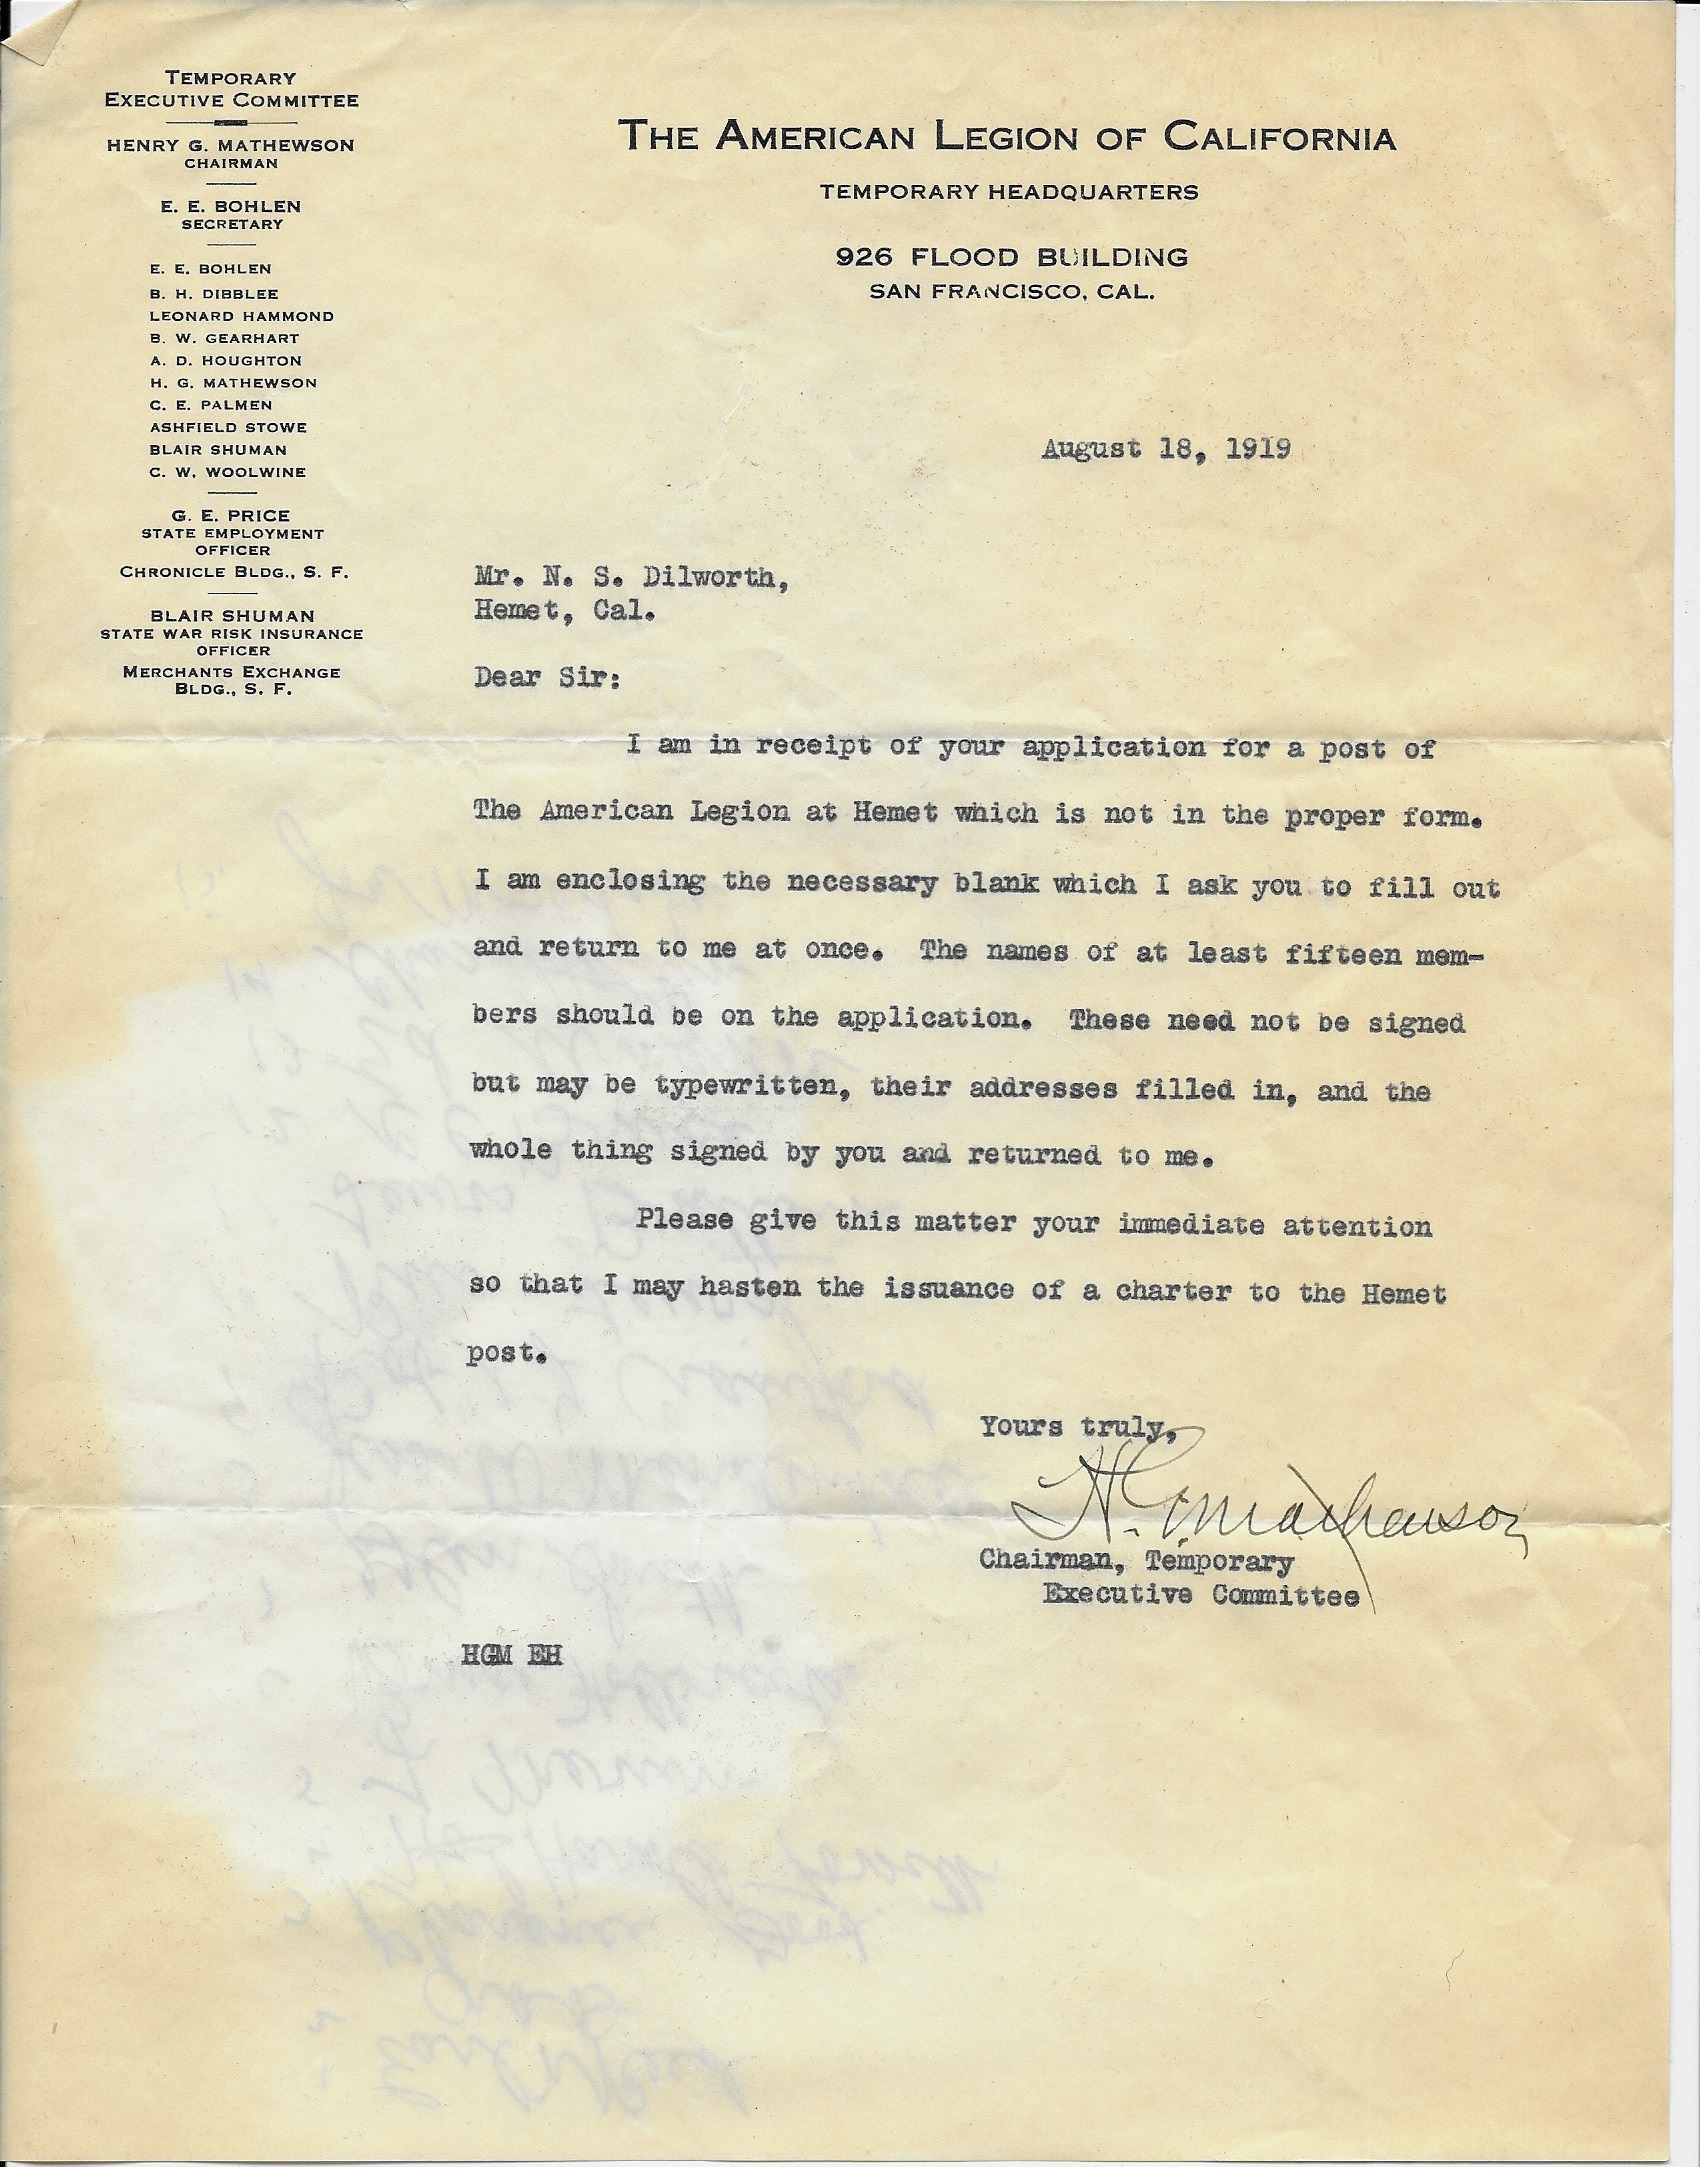 TEMPORARY
EXECUTIVE COMMITTEE
HENRY G. MATHEWSON
CHAIRMAN
E. E. BOHLEN
SECRETARY
E. E. BOHLEN
B. H. DIBBLEE
LEONARD HAMMOND
B. W. GEARHART
A. D. HOUGHTON
H. G. MATHEWSON
C. E. PALMEN
ASHFIELD STOWE
BLAIR SHUMAN
C. W. WOOLWINE
G. E. PRICE
STATE EMPLOYMENT
OFFICER
CHRONICLE BLDG., S. F.
BLAIR SHUMAN
STATE WAR RISK INSURANCE
OFFICER
MERCHANTS EXCHANGE
BLDG., S. F.
THE AMERICAN LEGION OF CALIFORNIA
TEMPORARY HEADQUARTERS
926 FLOOD BUILDING
SAN FRANCISCO, CAL.
August 18, 1919
Mr. N. S. Dilworth,
Hemet, Cal.
Dear Sir:
I am in receipt of your application for a post of
The American Legion at Hemet which is not in the proper form.
I am enclosing the necessary blank which I ask you to fill out
and return to me at once. The names of at least fifteen mem-
bers should be on the application. These need not be signed
but may be typewritten, their addresses filled in, and the
whole thing signed by you and returned to me.
Please give this matter your immediate attention
so that I may hasten the issuance of a charter to the Hemet
post.
Yours truly,
H. G. Mathewson
Chairman, Temporary
Executive Committee
HGM EH